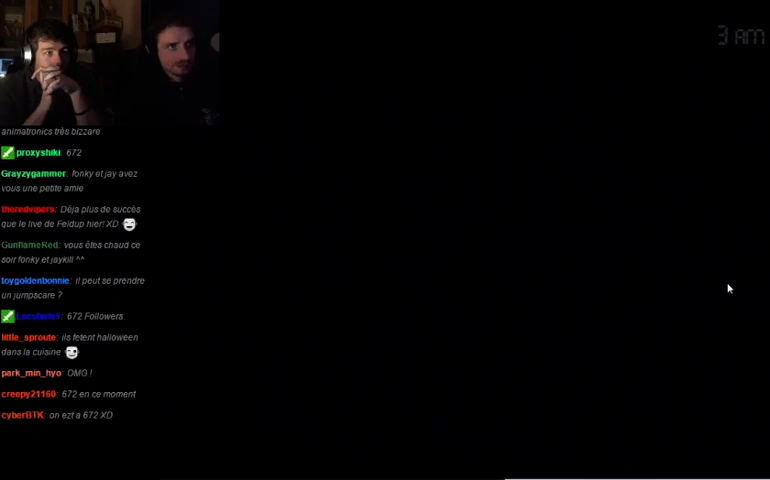 3 AM
animatronics très bizzare
proxyshiki: 672
Grayzygammer: fonky et jay avez
vous une petite amie
theredvipers: Déja plus de succès
que le live de Feldup hier! XD
GunflameRed: vous êtes chaud ce
soir fonky et jaykill ^^
toygoldenbonnie: il peut se prendre
un jumpscare ?
672 Followers
little_sproute: ils fetent halloween
dans la cuisine
park_min_hyo: OMG !
creepy21160: 672 en ce moment
cyberBTK: on ezt a 672 XD